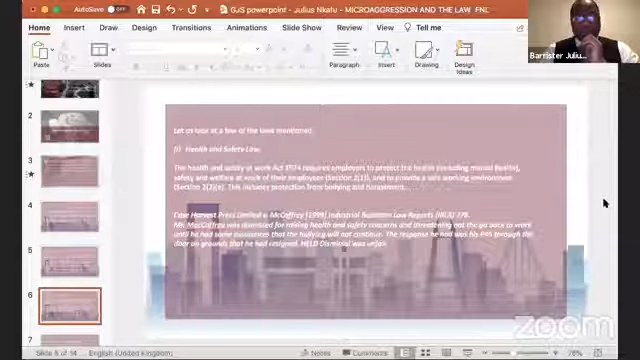 AutoSave OFF
GJS powerpoint - Julius Nkafu - MICROAGGRESSION AND THE LAW FNL
Home Insert Draw Design Transitions Animations Slide Show Tell me
Paste Slides Paragraph Insert Drawing Design Ideas
Barrister Juliu...
2
3
4
5
6
7
Let us look at a few of the laws mentioned.
(i) Health and Safety Law.
The health and safety at work Act 1974 requires employers to protect the health (including mental health),
safety and welfare at work of their employees (Section 2(1)), and to provide a safe working environment
(Section 2(2)(e). This includes protection from bullying and harassment...
Case Harvest Press Limited v. McCaffrey [1999] Industrial Relations Law Reports (IRLR) 778.
Mr. McCaffrey was dismissed for raising health and safety concerns and threatening not the go back to work
until he had some assurances that the bullying will not continue. The response he had was his P45 through the
door on grounds that he had resigned. HELD Dismissal was unfair.
zoom
Slide 6 of 14 English (United Kingdom) Notes Comments 76%